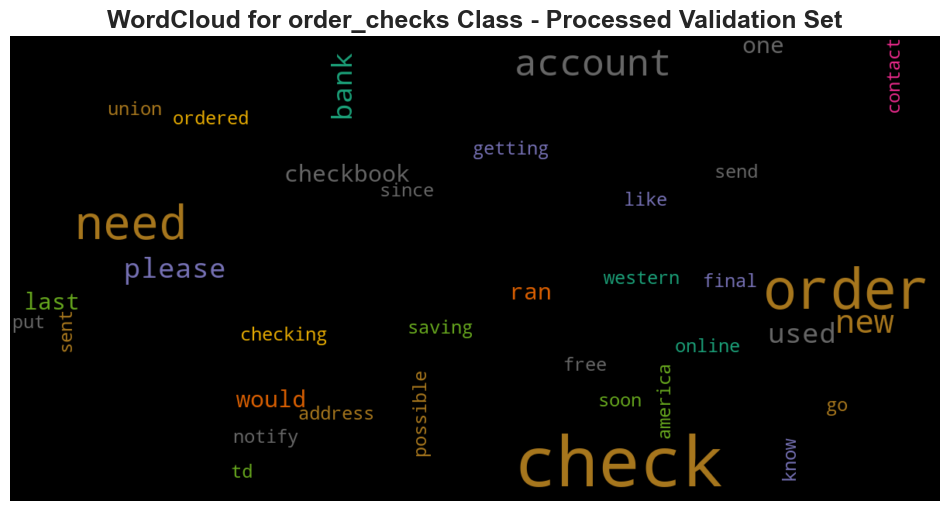 WordCloud for order_checks Class - Processed Validation Set
account
one
contact
bank
union
ordered
getting
checkbook
since
send
like
need
please
western
final
order
last
ran
put
sent
new
used
saving
checking
online
free
america
possible
would
address
soon
go
notify
check
know
td